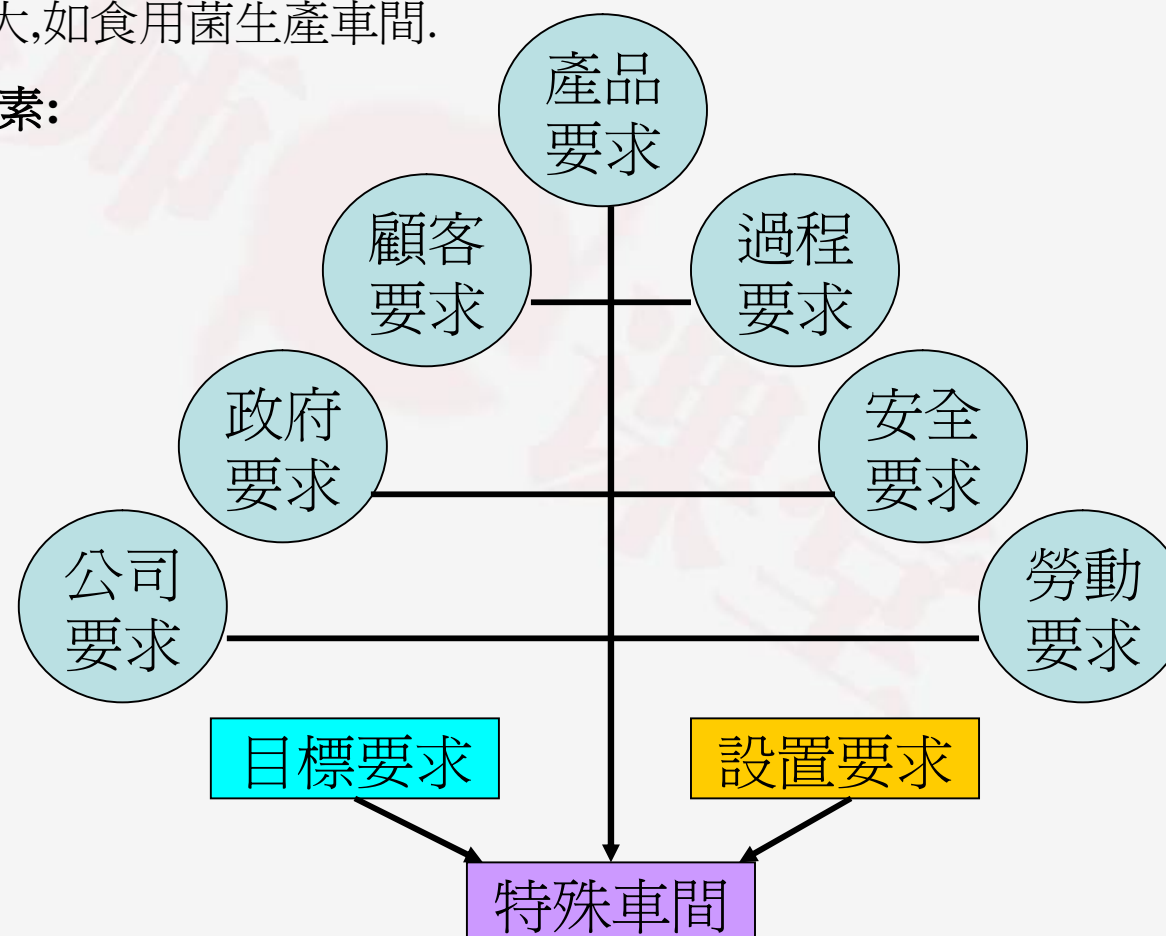 大,如食用菌生產車間.
素:
產品
要求
顧客
要求
過程
要求
政府
要求
安全
要求
公司
要求
勞動
要求
目標要求
設置要求
特殊車間